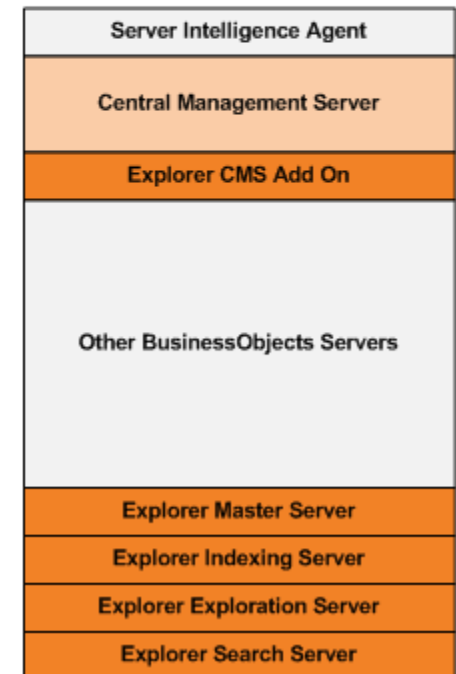 Server Intelligence Agent
Central Management Server
Explorer CMS Add On
Other BusinessObjects Servers
Explorer Master Server
Explorer Indexing Server
Explorer Exploration Server
Explorer Search Server